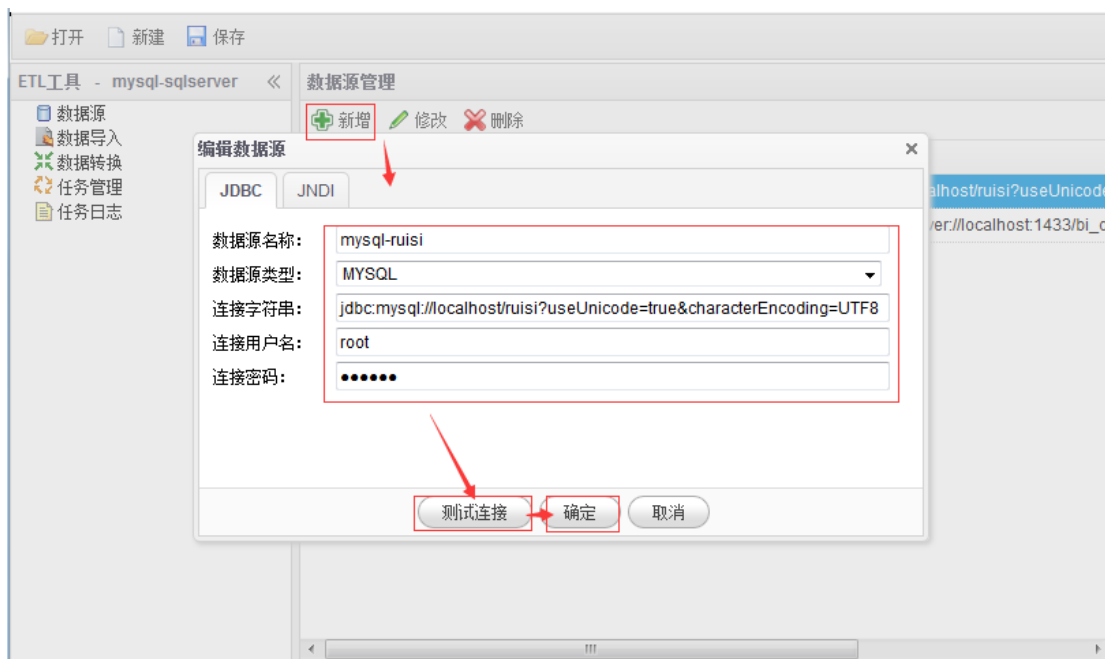 打开 新建 保存
ETL工具 - mysql-sqlserver 数据源管理
数据源 新增 修改 删除
数据导入
数据转换
任务管理
任务日志
编辑数据源
JDBC JNDI
alhost/ruisi?useUnicode
数据源名称: mysql-ruisi
ver://localhost:1433/bi_
数据源类型: MYSQL
连接字符串: jdbc:mysql://localhost/ruisi?useUnicode=true&characterEncoding=UTF8
连接用户名: root
连接密码: ••••••
测试连接 确定 取消